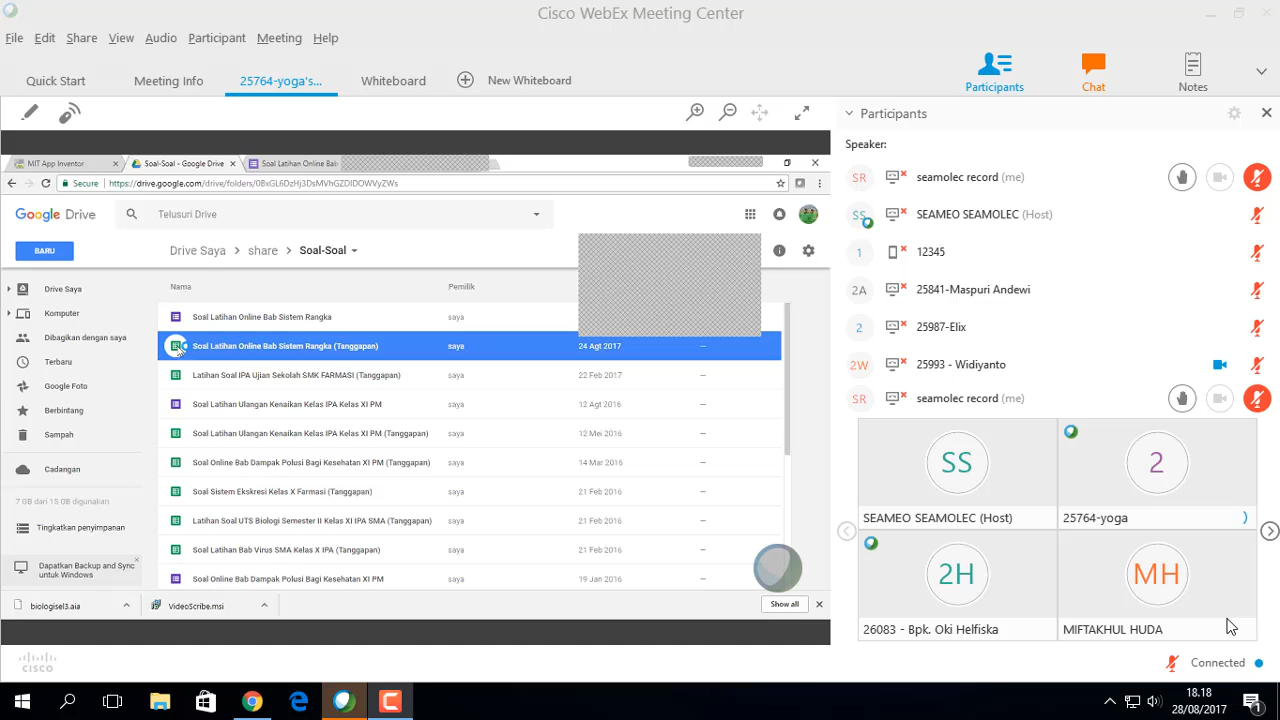 Cisco WebEx Meeting Center
File Edit Share View Audio Participant Meeting Help
Quick Start Meeting Info 25764-yoga's... Whiteboard New Whiteboard
Participants Chat Notes
Participants
Speaker:
SR seamolec record (me)
SS SEAMEO SEAMOLEC (Host)
1 12345
2A 25841-Maspuri Andewi
2 25987-Elix
2W 25993 - Widiyanto
SR seamolec record (me)
SS 2
SEAMEO SEAMOLEC (Host) 25764-yoga
2H MH
26083 - Bpk. Oki Helfiska MIFTAKHUL HUDA
Connected
MIT App Inventor Soal-Soal - Google Drive Soal Latihan Online Bab
Secure https://drive.google.com/drive/folders/0BxGL6DzHj3DsMVhGZDlDOWVyZWs
Google Drive Telusuri Drive
BARU Drive Saya share Soal-Soal
Nama Pemilik
Drive Saya
Komputer
Dibagikan dengan saya
Terbaru
Google Foto
Berbintang
Sampah
Cadangan
7 GB dari 15 GB digunakan
Tingkatkan penyimpanan
Dapatkan Backup and Sync
untuk Windows
Soal Latihan Online Bab Sistem Rangka saya
Soal Latihan Online Bab Sistem Rangka (Tanggapan) saya 24 Agt 2017 —
Latihan Soal IPA Ujian Sekolah SMK FARMASI (Tanggapan) saya 22 Feb 2017 —
Soal Latihan Ulangan Kenaikan Kelas IPA Kelas XI PM saya 12 Agt 2016 —
Soal Latihan Ulangan Kenaikan Kelas IPA Kelas XI PM (Tanggapan) saya 12 Mei 2016 —
Soal Online Bab Dampak Polusi Bagi Kesehatan XI PM (Tanggapan) saya 14 Mar 2016 —
Soal Sistem Ekskresi Kelas X Farmasi (Tanggapan) saya 21 Feb 2016 —
Latihan Soal UTS Biologi Semester II Kelas XI IPA SMA (Tanggapan) saya 21 Feb 2016 —
Soal Latihan Bab Virus SMA Kelas X IPA (Tanggapan) saya 21 Feb 2016 —
Soal Online Bab Dampak Polusi Bagi Kesehatan XI PM saya 19 Jan 2016 —
biologisel3.aia VideoScribe.msi Show all
cisco
18.18
28/08/2017
1